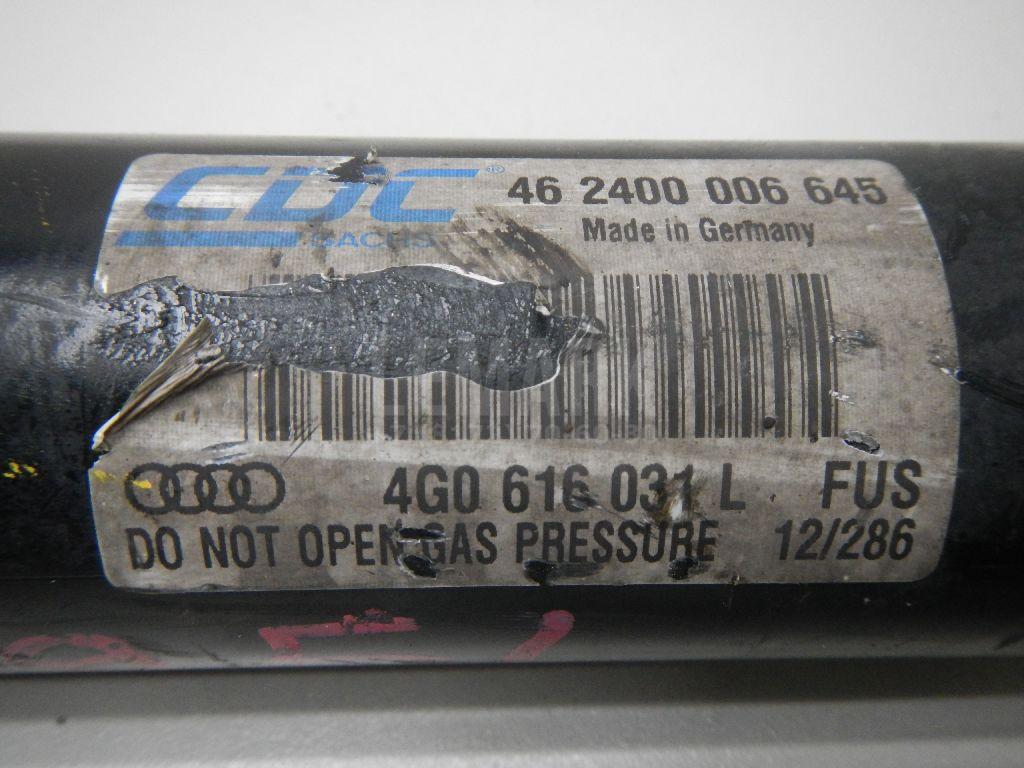 CDC® 46 2400 006 645
SACHS Made in Germany
4G0 616 031 L FUS
DO NOT OPEN GAS PRESSURE 12/286